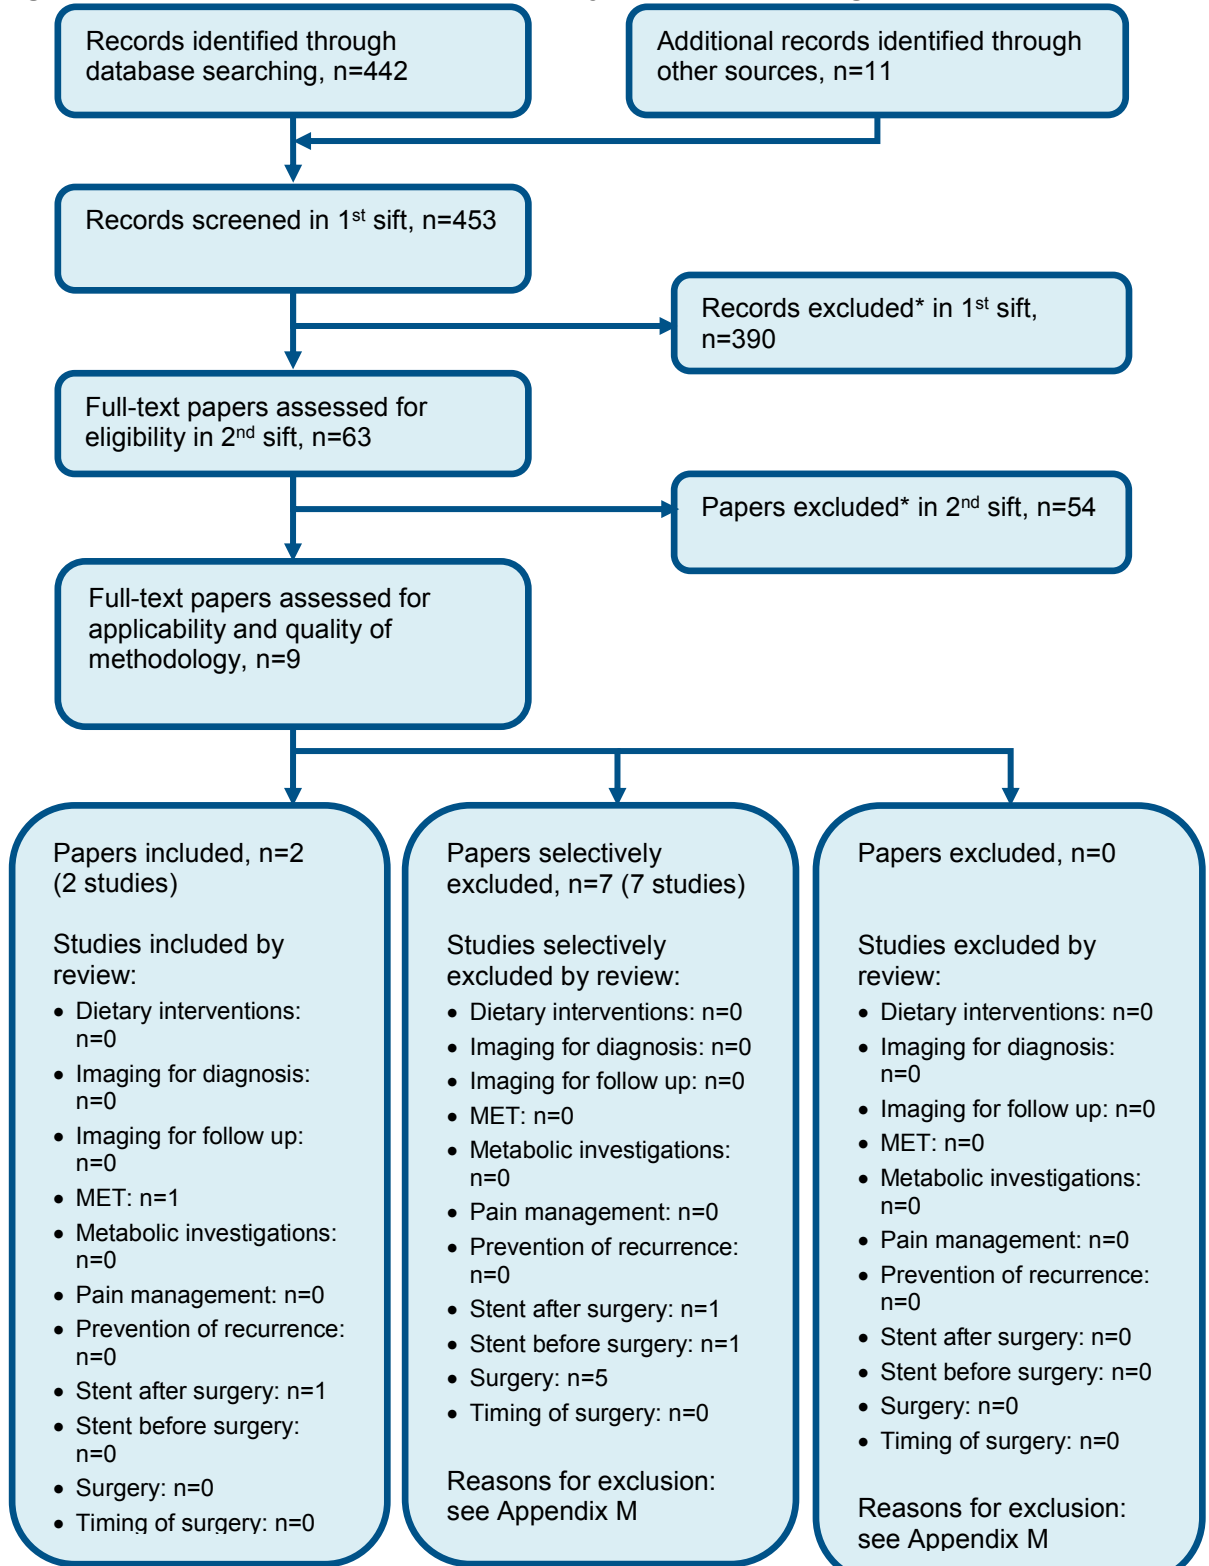 Records identified through
database searching, n=442
Additional records identified through
other sources, n=11
Records screened in 1st sift, n=453
Records excluded* in 1st sift,
n=390
Full-text papers assessed for
eligibility in 2nd sift, n=63
Papers excluded* in 2nd sift, n=54
Full-text papers assessed for
applicability and quality of
methodology, n=9
Papers included, n=2
(2 studies)
Studies included by
review:
• Dietary interventions:
n=0
• Imaging for diagnosis:
n=0
• Imaging for follow up:
n=0
• MET: n=1
• Metabolic investigations:
n=0
• Pain management: n=0
• Prevention of recurrence:
n=0
• Stent after surgery: n=1
• Stent before surgery:
n=0
• Surgery: n=0
• Timing of surgery: n=0
Papers selectively
excluded, n=7 (7 studies)
Studies selectively
excluded by review:
• Dietary interventions: n=0
• Imaging for diagnosis: n=0
• Imaging for follow up: n=0
• MET: n=0
• Metabolic investigations:
n=0
• Pain management: n=0
• Prevention of recurrence:
n=0
• Stent after surgery: n=1
• Stent before surgery: n=1
• Surgery: n=5
• Timing of surgery: n=0
Reasons for exclusion:
see Appendix M
Papers excluded, n=0
Studies excluded by
review:
• Dietary interventions: n=0
• Imaging for diagnosis:
n=0
• Imaging for follow up: n=0
• MET: n=0
• Metabolic investigations:
n=0
• Pain management: n=0
• Prevention of recurrence:
n=0
• Stent after surgery: n=0
• Stent before surgery: n=0
• Surgery: n=0
• Timing of surgery: n=0
Reasons for exclusion:
see Appendix M